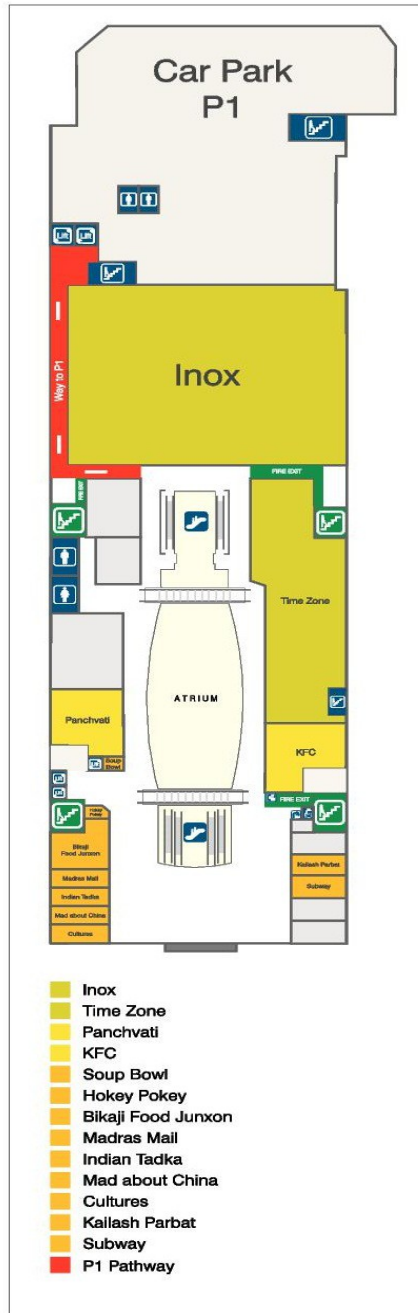 Car Park
P1
LIFT LIFT
Way to P1
Inox
FIRE EXIT
FIRE EXIT
Time Zone
ATRIUM
Panchvati
KFC
Soup
Bowl
FIRE EXIT
Hokey
Pokey
Bikaji
Food Junxon
Madras Mail
Indian Tadka
Mad about China
Cultures
Kailash Parbat
Subway
Inox
Time Zone
Panchvati
KFC
Soup Bowl
Hokey Pokey
Bikaji Food Junxon
Madras Mail
Indian Tadka
Mad about China
Cultures
Kailash Parbat
Subway
P1 Pathway